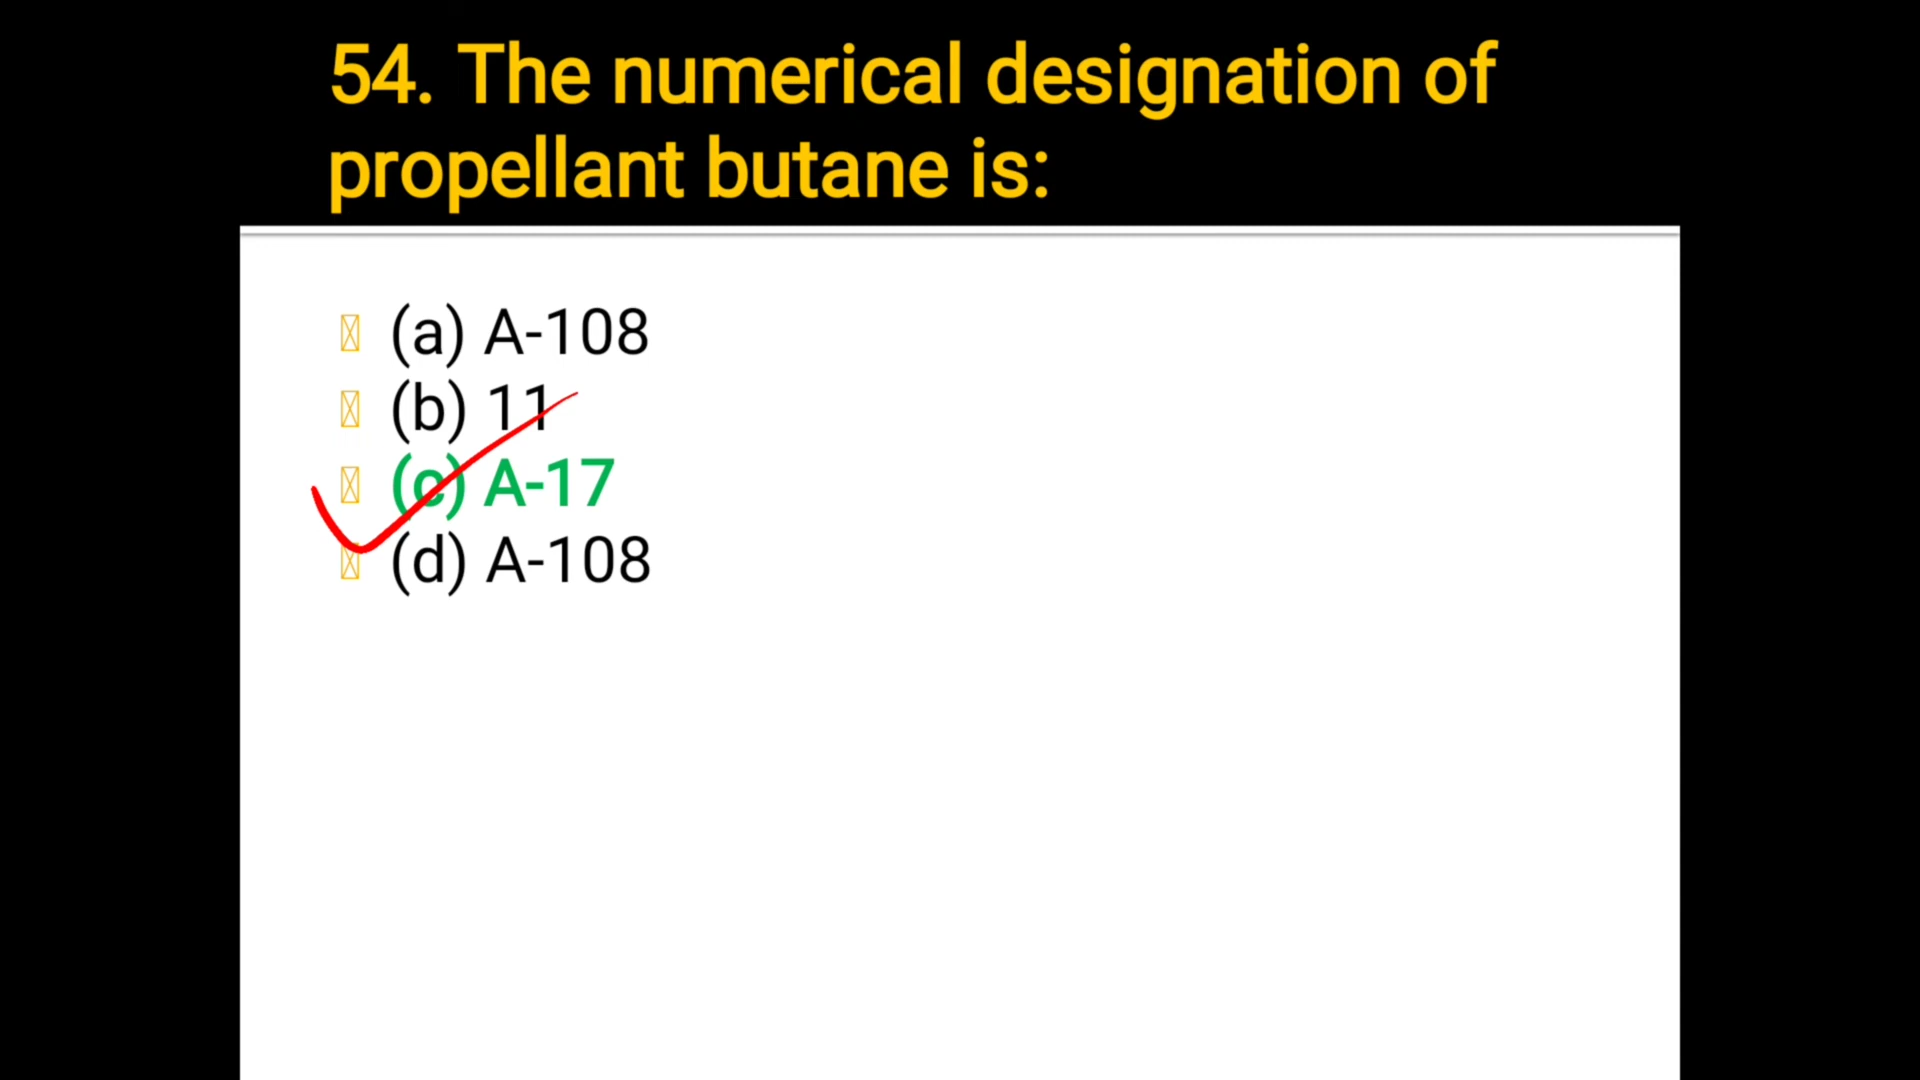 54. The numerical designation of
propellant butane is:
(a) A-108
(b) 11
(c) A-17
(d) A-108